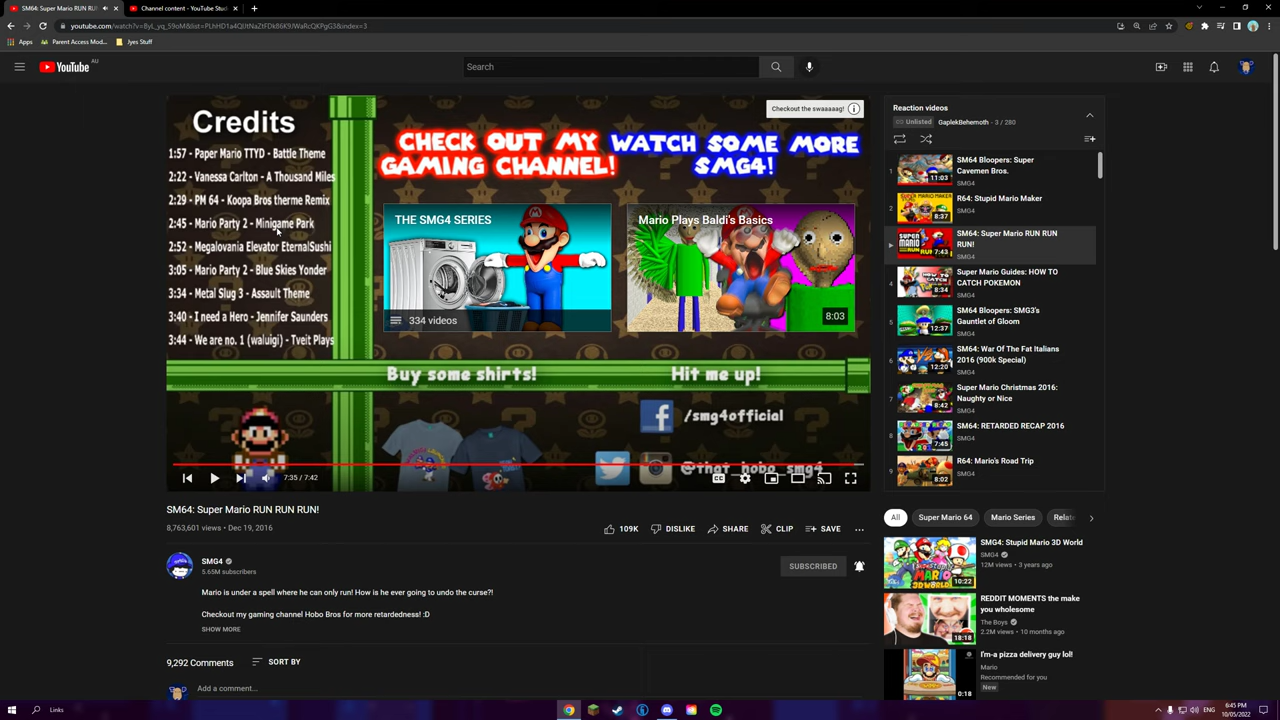 SM64: Super Mario RUN RUN
Channel content - YouTube Stud
youtube.com/watch?v=
Apps
Parent Access Mod...
Jyes Stuff
YouTube
AU
Search
Credits
1:57 - Paper Mario TTYD - Battle Theme
2:22 - Vanessa Carlton - A Thousand Miles
2:29 - PM OP - Koopa Bros therme Remix
2:45 - Mario Party 2 - Minigame Park
2:52 - Megalovania Elevator EternalSushi
3:05 - Mario Party 2 - Blue Skies Yonder
3:34 - Metal Slug 3 - Assault Theme
3:40 - I need a Hero - Jennifer Saunders
3:44 - We are no. 1 (waluigi) - Tveit Plays
CHECK OUT MY
GAMING CHANNEL!
WATCH SOME MORE
SMG4!
Checkout the swaaaaag!
THE SMG4 SERIES
334 videos
Mario Plays Baldi's Basics
8:03
Buy some shirts!
Hit me up!
/smg4official
@that_hobo_smg4
7:35 / 7:42
SM64: Super Mario RUN RUN RUN!
8,763,601 views • Dec 19, 2016
109K
DISLIKE
SHARE
CLIP
SAVE
SMG4
5.65M subscribers
SUBSCRIBED
Mario is under a spell where he can only run! How is he ever going to undo the curse?!
Checkout my gaming channel Hobo Bros for more retardedness! :D
SHOW MORE
9,292 Comments
SORT BY
Add a comment...
Reaction videos
Unlisted
GaplekBehemoth - 3 / 280
1
SM64 Bloopers: Super
Cavemen Bros.
SMG4
11:03
2
R64: Stupid Mario Maker
SMG4
8:37
SM64: Super Mario RUN RUN
RUN!
SMG4
7:43
4
Super Mario Guides: HOW TO
CATCH POKEMON
SMG4
8:34
5
SM64 Bloopers: SMG3's
Gauntlet of Gloom
SMG4
12:37
6
SM64: War Of The Fat Italians
2016 (900k Special)
SMG4
12:20
7
Super Mario Christmas 2016:
Naughty or Nice
SMG4
8:42
8
SM64: RETARDED RECAP 2016
SMG4
7:45
9
R64: Mario's Road Trip
SMG4
8:02
All
Super Mario 64
Mario Series
Relate
SMG4: Stupid Mario 3D World
SMG4
12M views • 3 years ago
10:22
REDDIT MOMENTS the make
you wholesome
The Boys
2.2M views • 10 months ago
18:18
I'm-a pizza delivery guy lol!
Mario
Recommended for you
New
0:18
Links
ENG
6:45 PM
10/05/2022